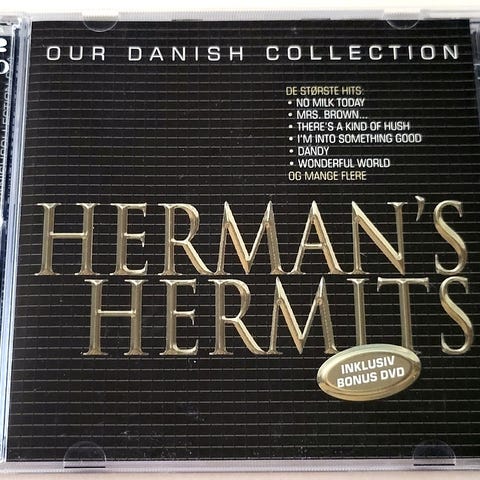 OUR DANISH COLLECTION
DE STØRSTE HITS:
• NO MILK TODAY
• MRS. BROWN...
• THERE'S A KIND OF HUSH
• I'M INTO SOMETHING GOOD
• DANDY
• WONDERFUL WORLD
OG MANGE FLERE
HERMAN'S
HERMITS
INKLUSIV
BONUS DVD